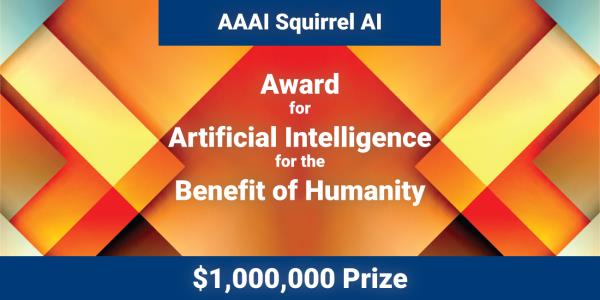 AAAI Squirrel AI
Award
for
Artificial Intelligence
for the
Benefit of Humanity
$1,000,000 Prize